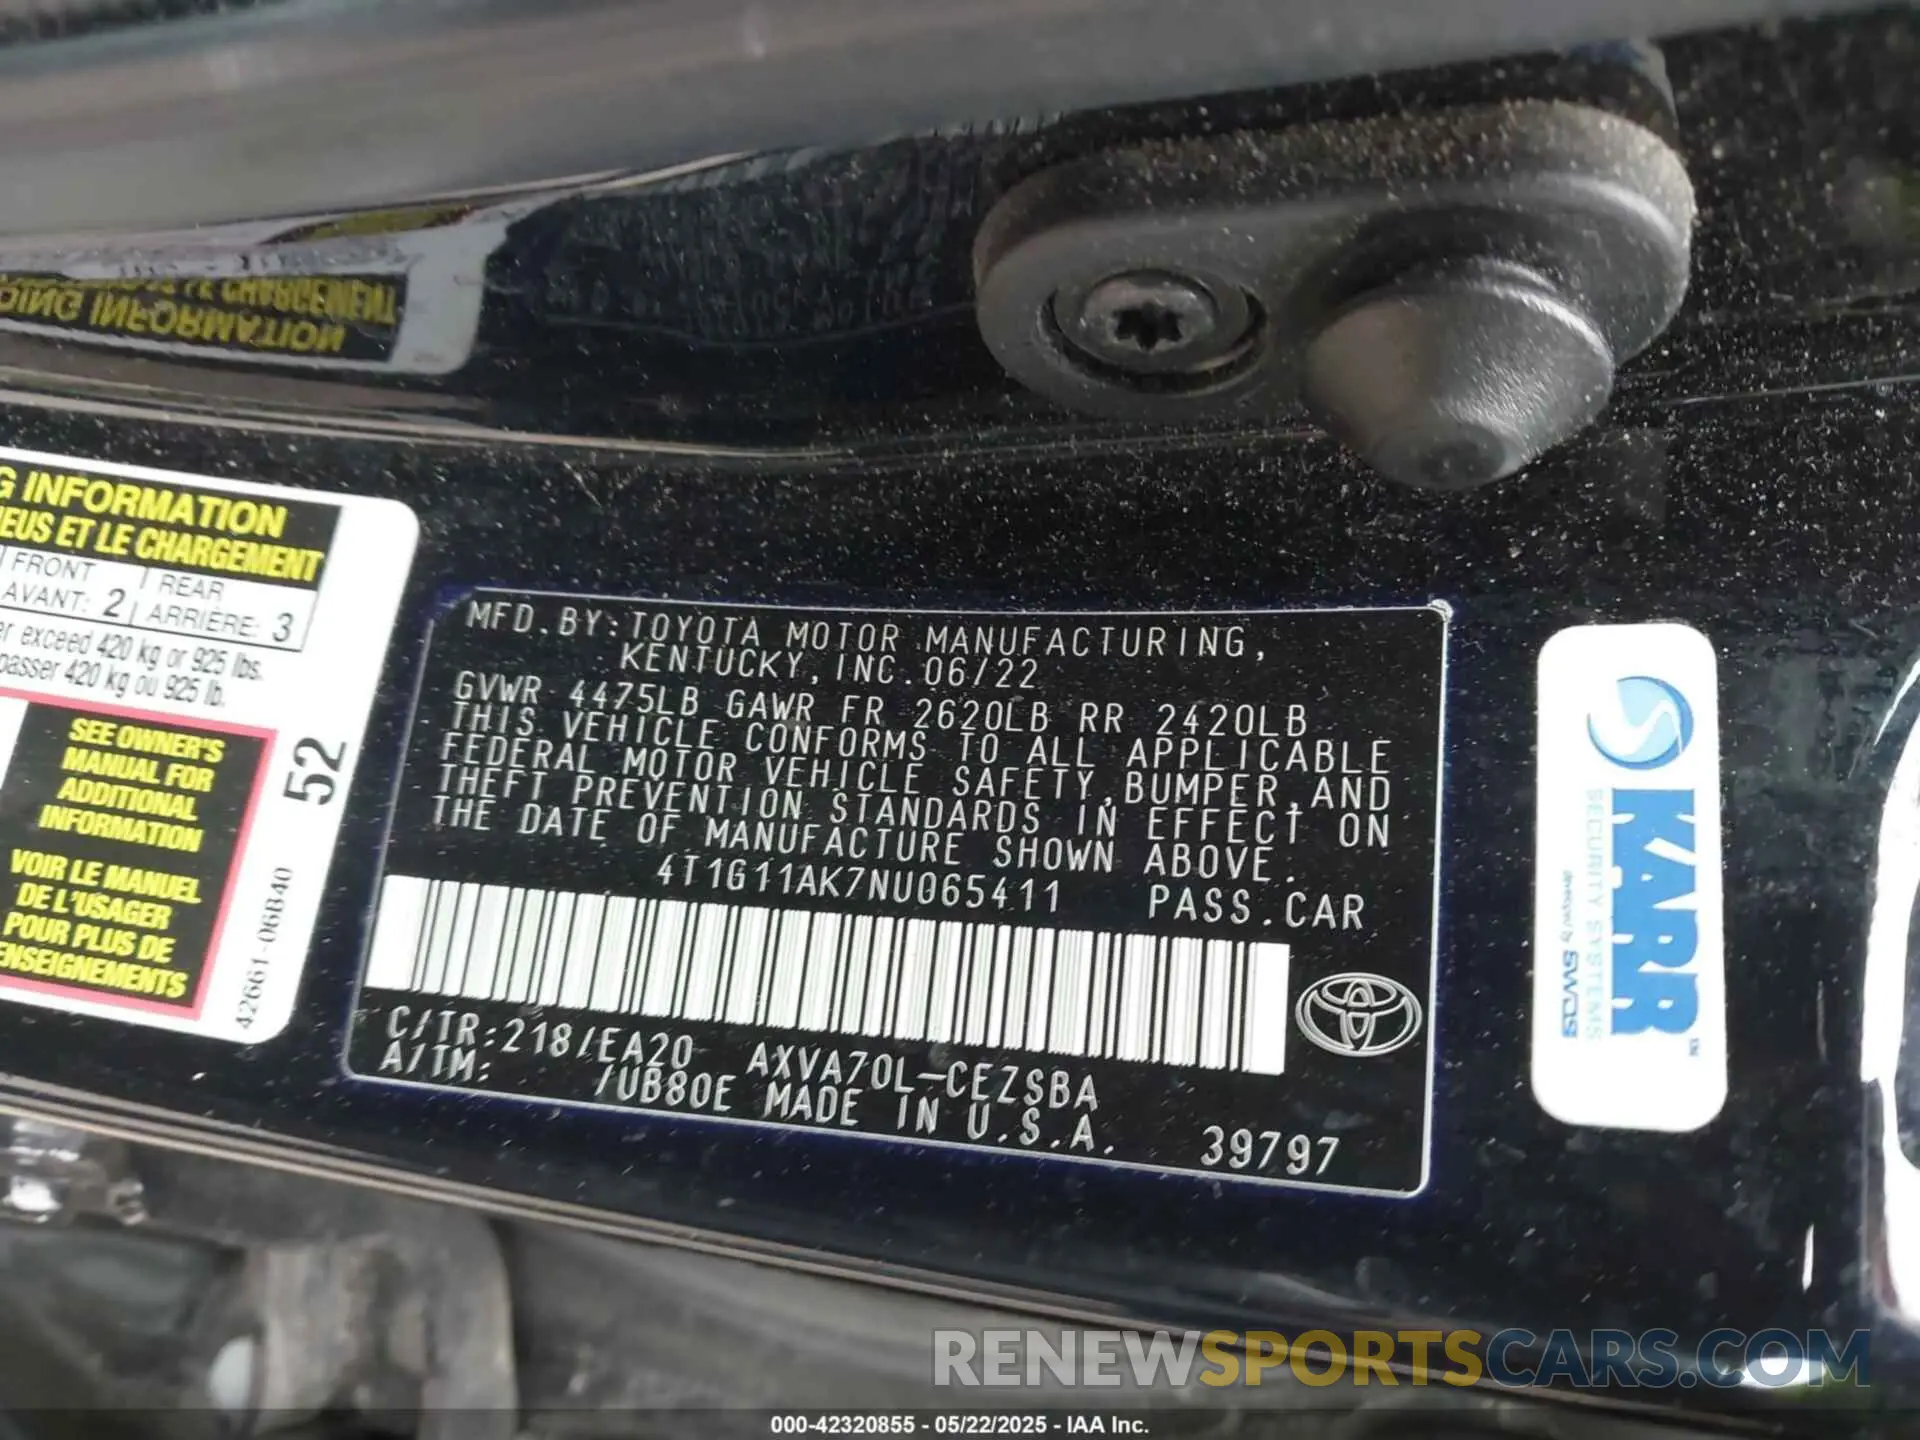 G INFORMATION
NEUS ET LE CHARGEMENT
FRONT REAR
AVANT: 2 ARRIÈRE: 3
exceed 420 kg or 925 lbs.
passer 420 kg ou 925 lb.
SEE OWNER'S
MANUAL FOR
ADDITIONAL
INFORMATION
VOIR LE MANUEL
DE L'USAGER
POUR PLUS DE
ENSEIGNEMENTS
52
42661-06B40
MFD.BY:TOYOTA MOTOR MANUFACTURING,
KENTUCKY,INC.06/22
GVWR 4475LB GAWR FR 2620LB RR 2420LB
THIS VEHICLE CONFORMS TO ALL APPLICABLE
FEDERAL MOTOR VEHICLE SAFETY,BUMPER,AND
THEFT PREVENTION STANDARDS IN EFFECT ON
THE DATE OF MANUFACTURE SHOWN ABOVE.
4T1G11AK7NU065411 PASS.CAR
C/TR:218/EA20 AXVA70L-CEZSBA
A/TM: /UB80E MADE IN U.S.A.
39797
KARR
SECURITY SYSTEMS
RENEWSPORTSCARS.COM
000-42320855 - 05/22/2025 - IAA Inc.